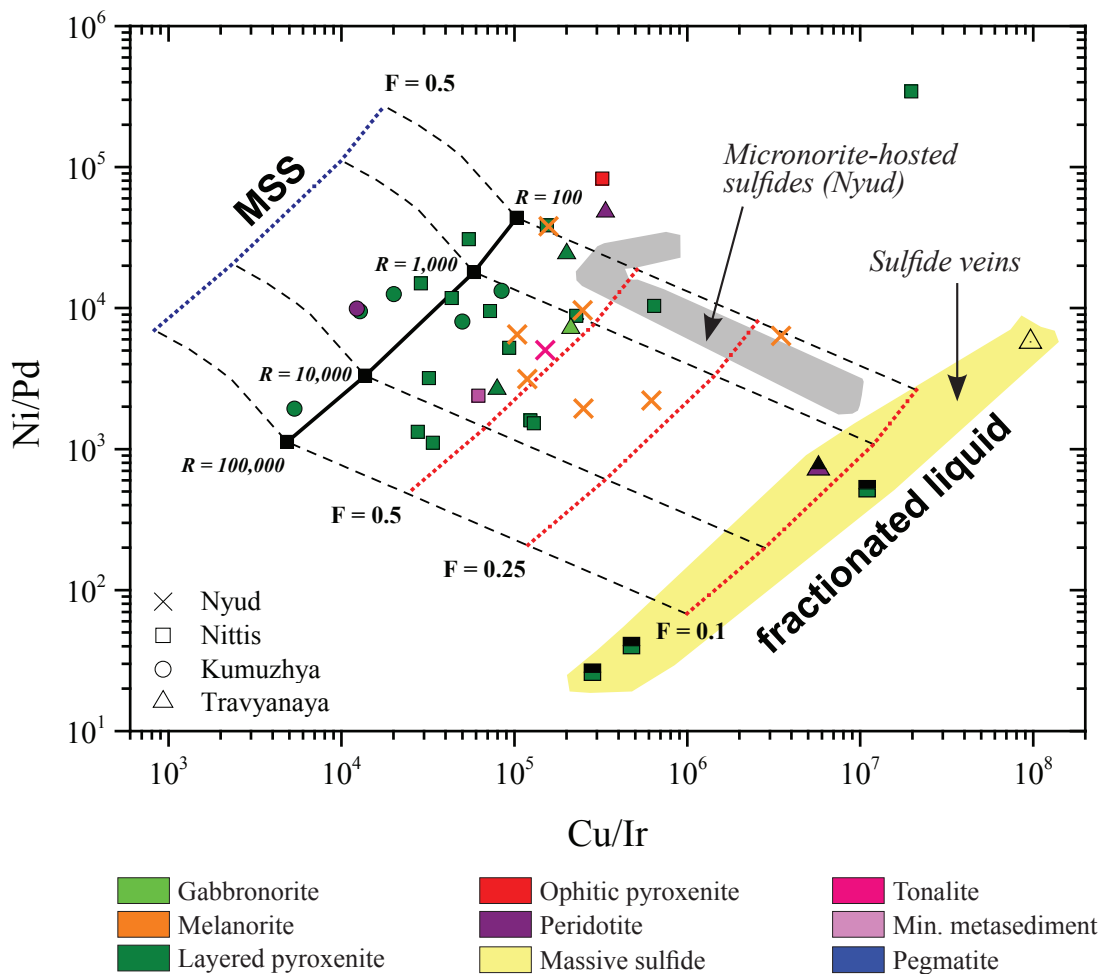 10^6
10^5
10^4
10^3
10^2
10^1
Ni/Pd
F = 0.5
MSS
R = 100
R = 1,000
R = 10,000
R = 100,000
Micronorite-hosted
sulfides (Nyud)
Sulfide veins
F = 0.5
F = 0.25
F = 0.1
fractionated liquid
Nyud
Nittis
Kumuzhya
Travyanaya
10^3 10^4 10^5 10^6 10^7 10^8
Cu/Ir
Gabbronorite Ophitic pyroxenite Tonalite
Melanorite Peridotite Min. metasediment
Layered pyroxenite Massive sulfide Pegmatite